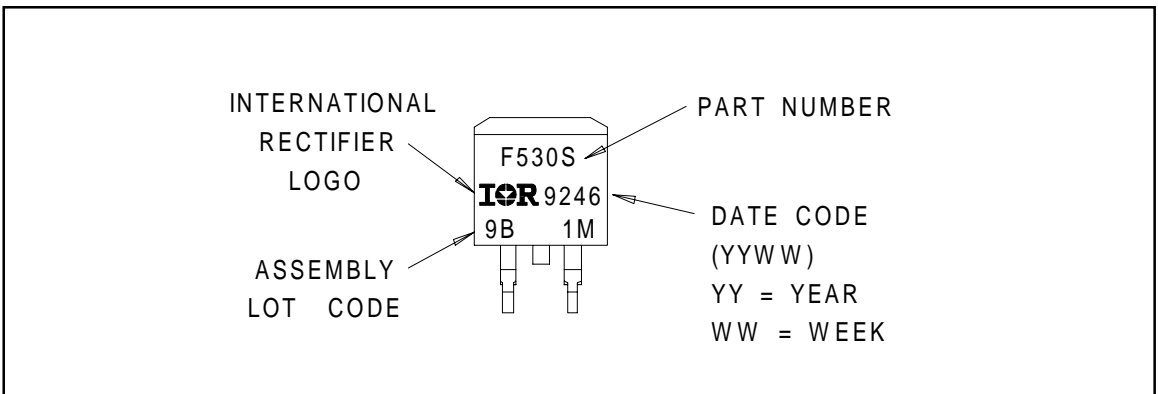 INTERNATIONAL
RECTIFIER
LOGO
ASSEMBLY
LOT CODE
F530S
IOR 9246
9B 1M
PART NUMBER
DATE CODE
(YYWW)
YY = YEAR
WW = WEEK